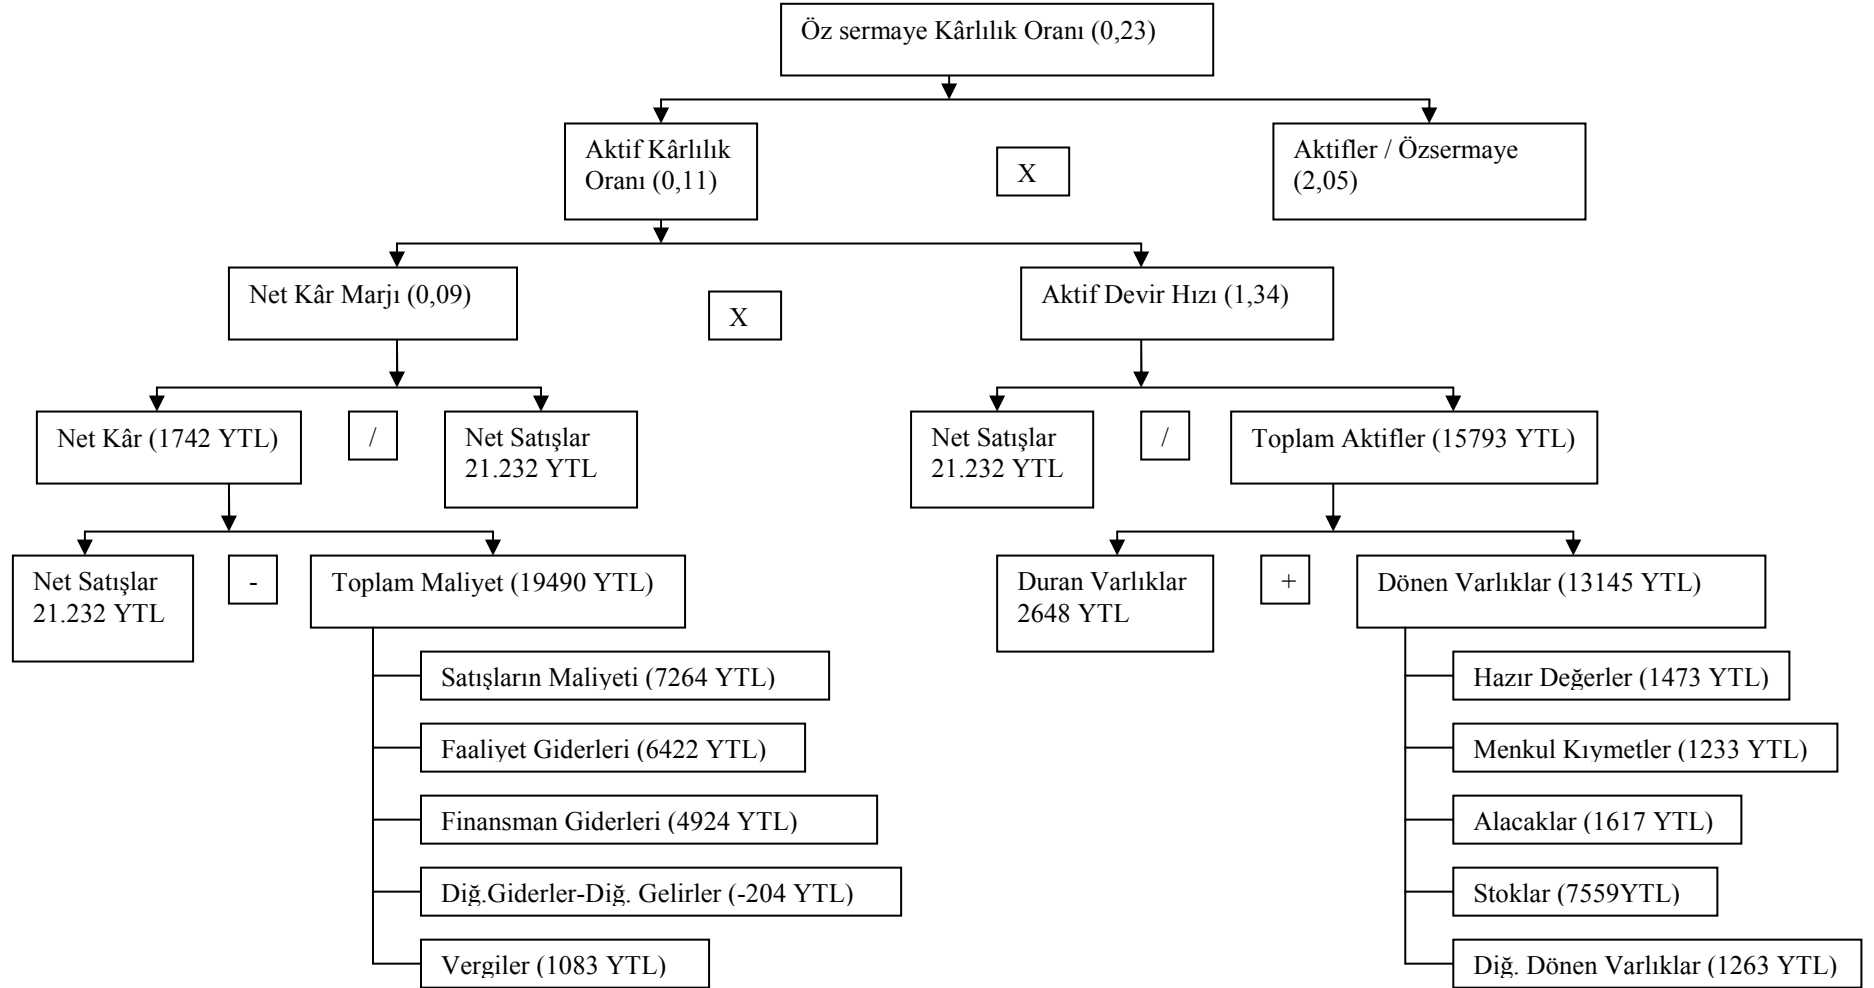 Öz sermaye Kârlılık Oranı (0,23)
Aktif Kârlılık
Oranı (0,11)
X
Aktifler / Özsermaye
(2,05)
Net Kâr Marjı (0,09)
X
Aktif Devir Hızı (1,34)
Net Kâr (1742 YTL)
/
Net Satışlar
21.232 YTL
Net Satışlar
21.232 YTL
/
Toplam Aktifler (15793 YTL)
Net Satışlar
21.232 YTL
-
Toplam Maliyet (19490 YTL)
Duran Varlıklar
2648 YTL
+
Dönen Varlıklar (13145 YTL)
Satışların Maliyeti (7264 YTL)
Faaliyet Giderleri (6422 YTL)
Finansman Giderleri (4924 YTL)
Diğ.Giderler-Diğ. Gelirler (-204 YTL)
Vergiler (1083 YTL)
Hazır Değerler (1473 YTL)
Menkul Kıymetler (1233 YTL)
Alacaklar (1617 YTL)
Stoklar (7559YTL)
Diğ. Dönen Varlıklar (1263 YTL)